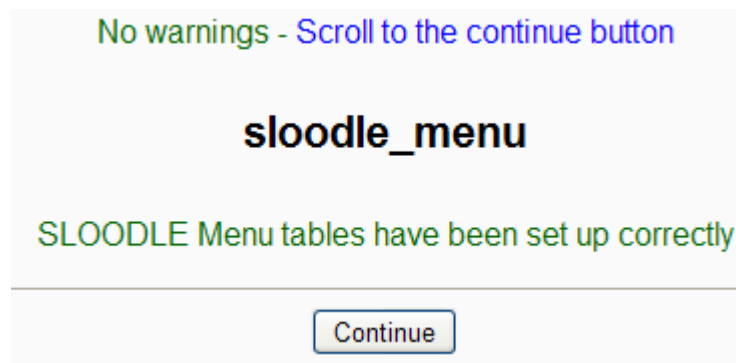 No warnings - Scroll to the continue button
sloodle_menu
SLOODLE Menu tables have been set up correctly
Continue